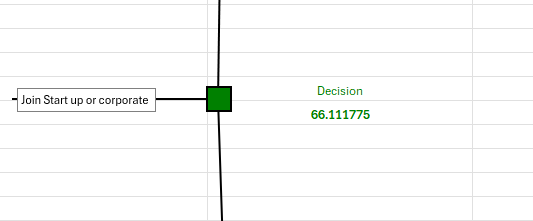 Join Start up or corporate
Decision
66.111775